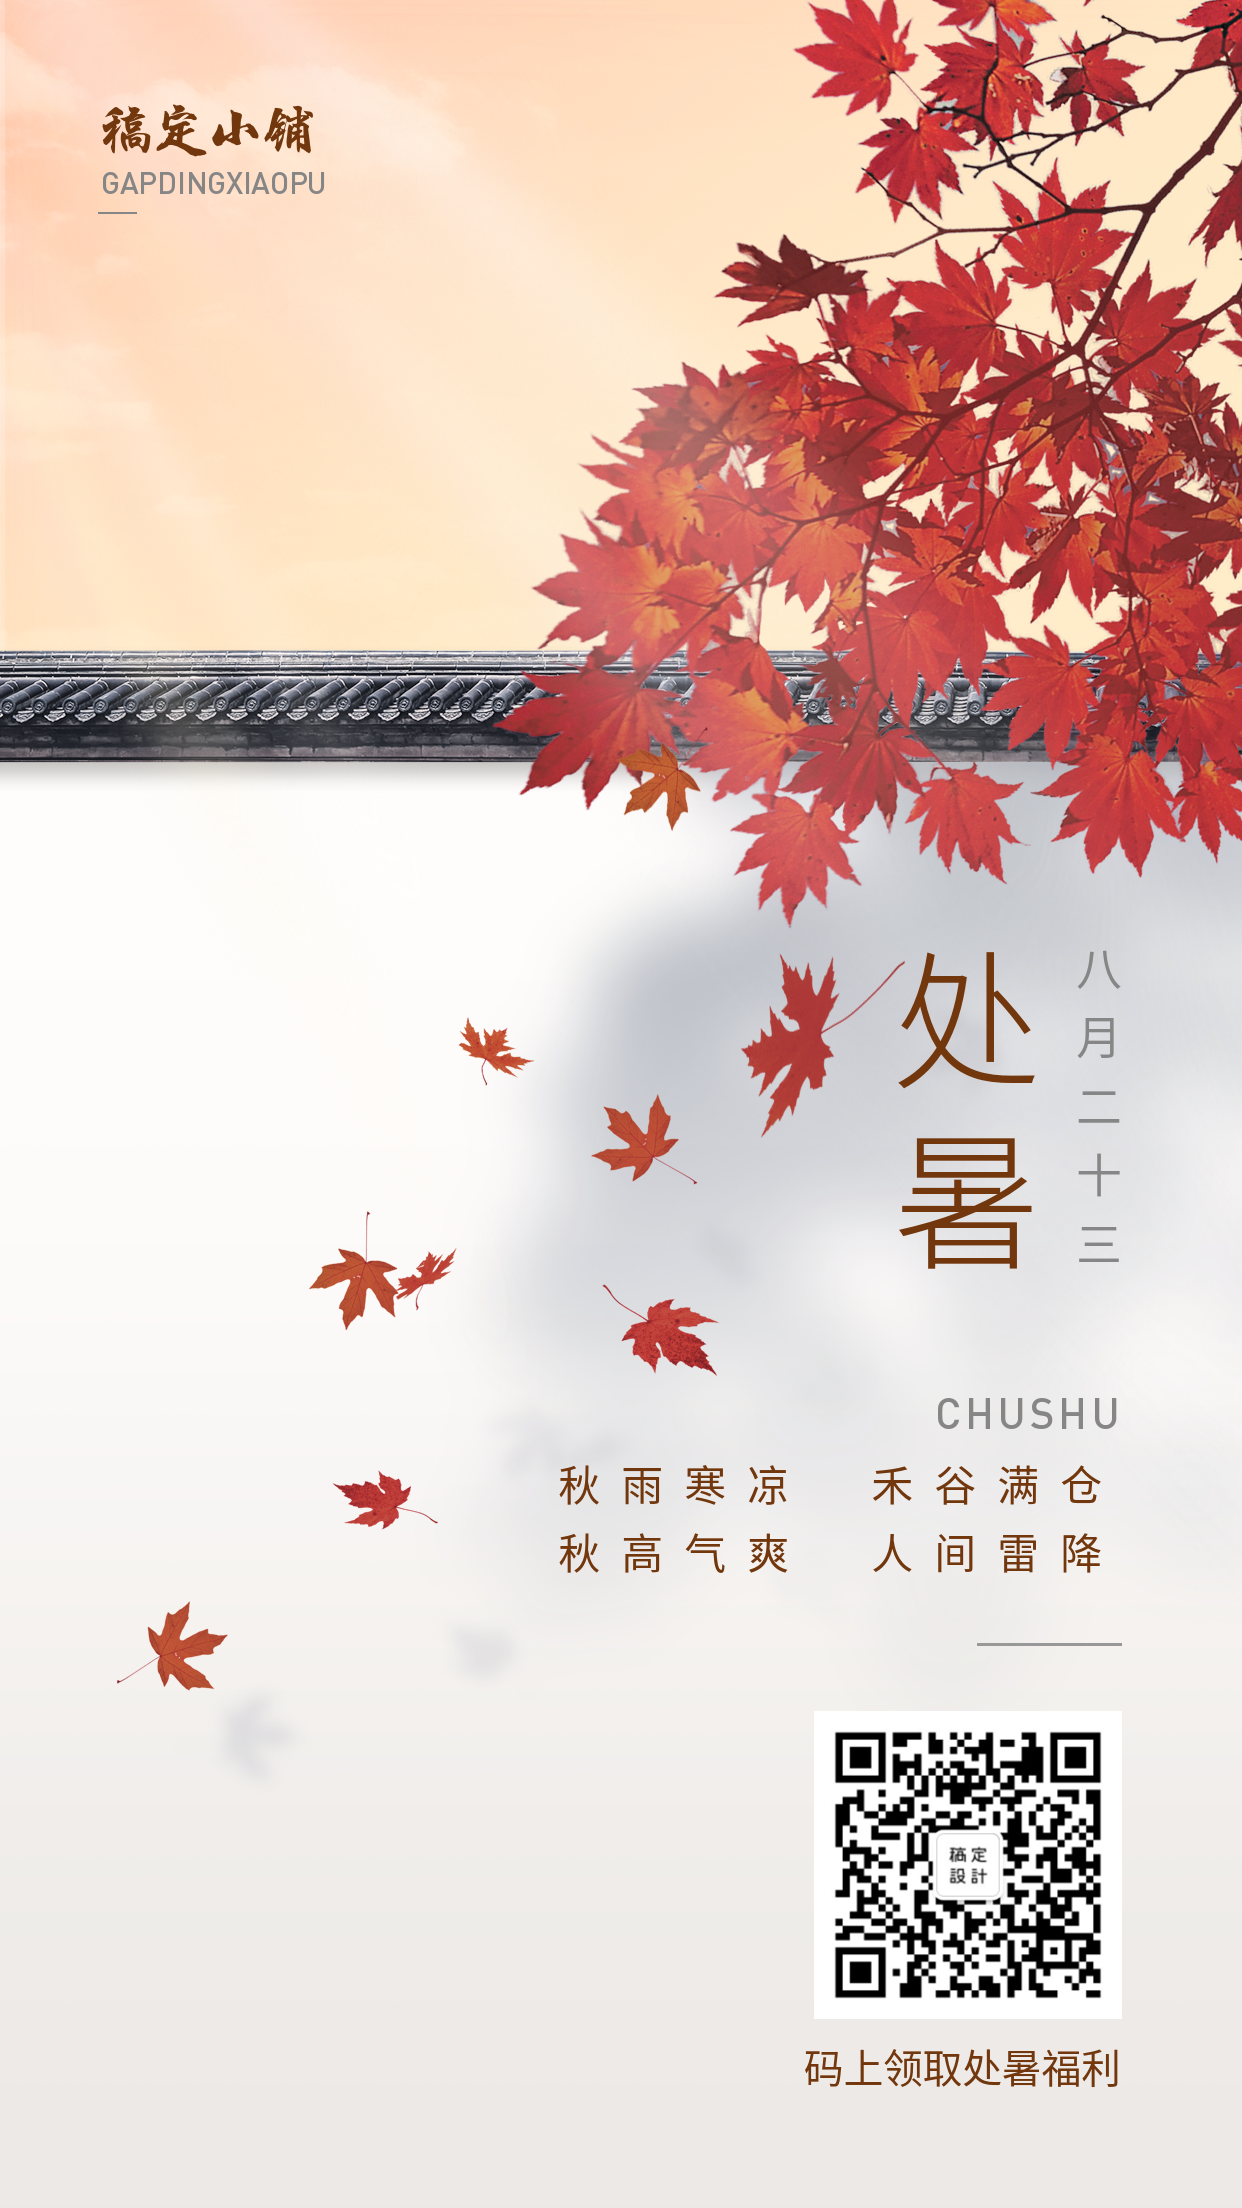 稿定小铺
GAPDINGXIAOPU
处暑
八月二十三
CHUSHU
秋雨寒凉 禾谷满仓
秋高气爽 人间雷降
稿定
設計
码上领取处暑福利